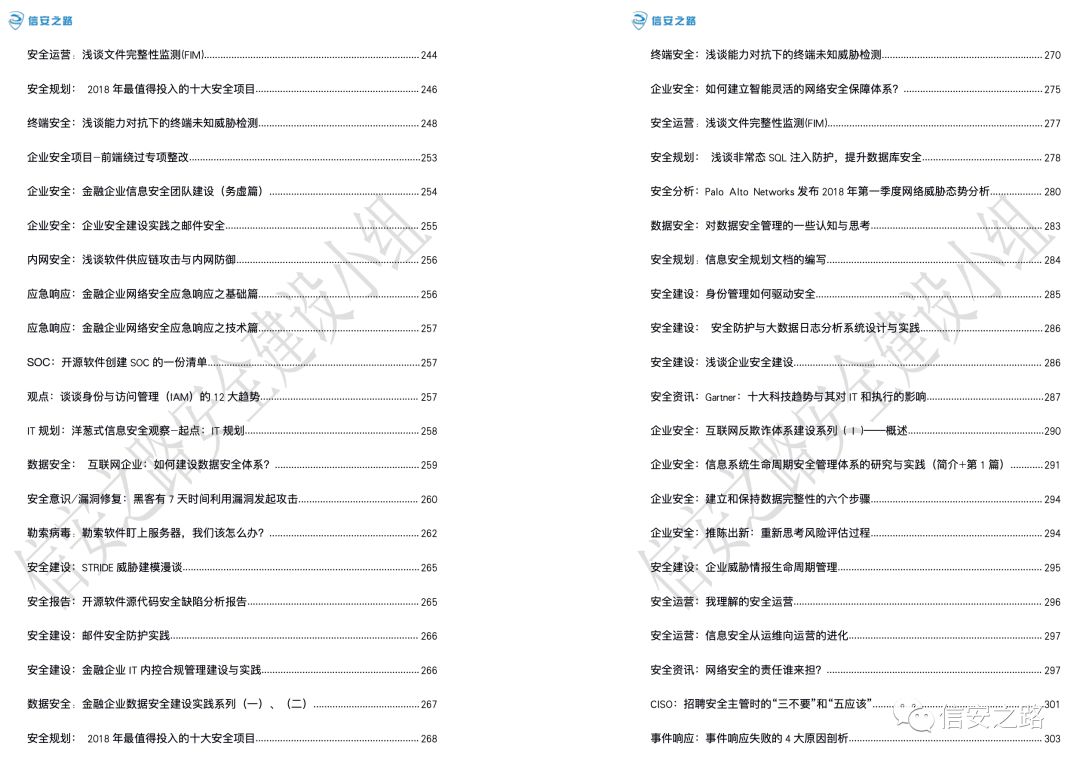 信安之路
安全运营：浅谈文件完整性监测(FIM)........244
安全规划： 2018 年最值得投入的十大安全项目........246
终端安全：浅谈能力对抗下的终端未知威胁检测........248
企业安全项目-前端绕过专项整改........253
企业安全：金融企业信息安全团队建设（务虚篇）........254
企业安全：企业安全建设实践之邮件安全........255
内网安全：浅谈软件供应链攻击与内网防御........256
应急响应：金融企业网络安全应急响应之基础篇........256
应急响应：金融企业网络安全应急响应之技术篇........257
SOC：开源软件创建 SOC 的一份清单........257
观点：谈谈身份与访问管理（IAM）的 12 大趋势........257
IT 规划：洋葱式信息安全观察-起点：IT 规划........258
数据安全： 互联网企业：如何建设数据安全体系？........259
安全意识/漏洞修复：黑客有 7 天时间利用漏洞发起攻击........260
勒索病毒：勒索软件盯上服务器，我们该怎么办？........262
安全建设：STRIDE 威胁建模漫谈........265
安全报告：开源软件源代码安全缺陷分析报告........265
安全建设：邮件安全防护实践........266
安全建设：金融企业 IT 内控合规管理建设与实践........266
数据安全：金融企业数据安全建设实践系列（一）、（二）........267
安全规划： 2018 年最值得投入的十大安全项目........268
信安之路安全建设小组
信安之路
终端安全：浅谈能力对抗下的终端未知威胁检测........270
企业安全：如何建立智能灵活的网络安全保障体系？........275
安全运营：浅谈文件完整性监测(FIM)........277
安全规划： 浅谈非常态 SQL 注入防护，提升数据库安全........278
安全分析：Palo Alto Networks 发布 2018 年第一季度网络威胁态势分析........280
数据安全：对数据安全管理的一些认知与思考........283
安全规划：信息安全规划文档的编写........284
安全建设：身份管理如何驱动安全........285
安全建设： 安全防护与大数据日志分析系统设计与实践........286
安全建设：浅谈企业安全建设........286
安全资讯：Gartner：十大科技趋势与其对 IT 和执行的影响........287
企业安全：互联网反欺诈体系建设系列（Ⅰ)——概述........290
企业安全：信息系统生命周期安全管理体系的研究与实践（简介+第 1 篇）........291
企业安全：建立和保持数据完整性的六个步骤........294
企业安全：推陈出新：重新思考风险评估过程........294
安全建设：企业威胁情报生命周期管理........295
安全运营：我理解的安全运营........296
安全运营：信息安全从运维向运营的进化........297
安全资讯：网络安全的责任谁来担？........297
CISO：招聘安全主管时的“三不要”和“五应该”........301
事件响应：事件响应失败的 4 大原因剖析........303
信安之路安全建设小组
信安之路